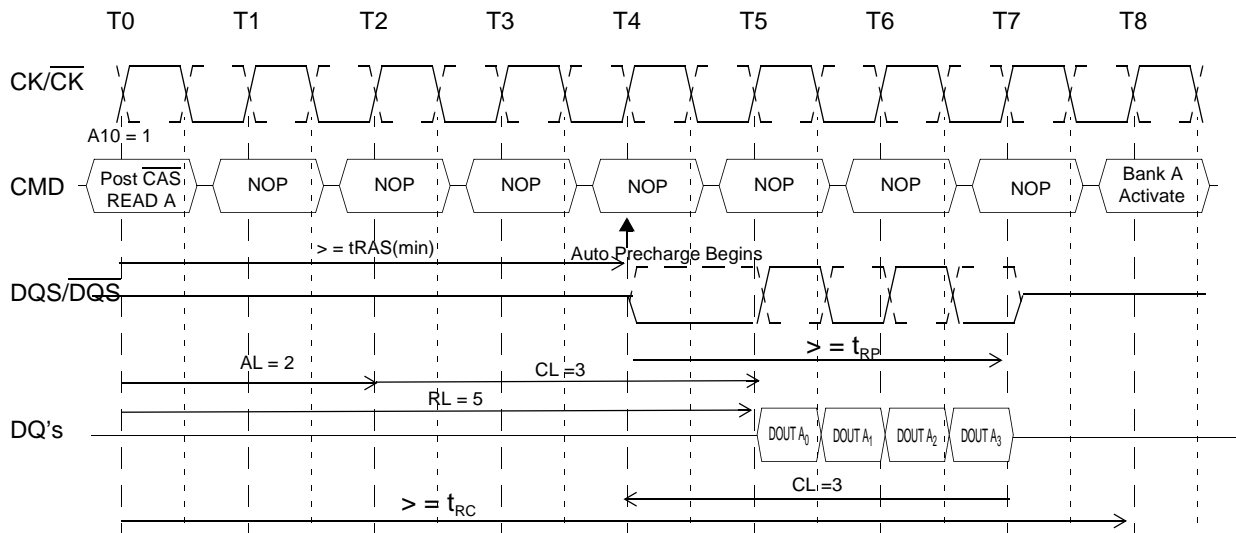 T0 T1 T2 T3 T4 T5 T6 T7 T8
CK/CK
A10 = 1
CMD
Post CAS
READ A
NOP NOP NOP NOP NOP NOP NOP
Bank A
Activate
> = tRAS(min)
Auto Precharge Begins
DQS/DQS
> = tRP
AL = 2
CL =3
RL = 5
DQ's
DOUT A0 DOUT A1 DOUT A2 DOUT A3
CL =3
> = tRC